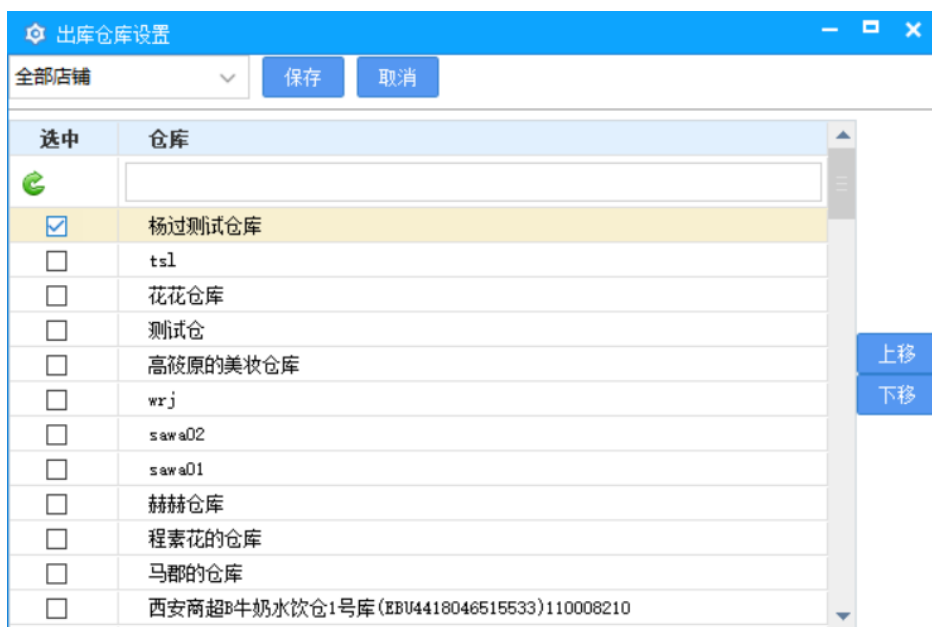 出库仓库设置
全部店铺 保存 取消
选中 仓库
杨过测试仓库
tsl
花花仓库
测试仓
高筱原的美妆仓库
wrj
sawa02
sawa01
赫赫仓库
程素花的仓库
马郡的仓库
西安商超B牛奶水饮仓1号库(EBU4418046515533)110008210
上移
下移